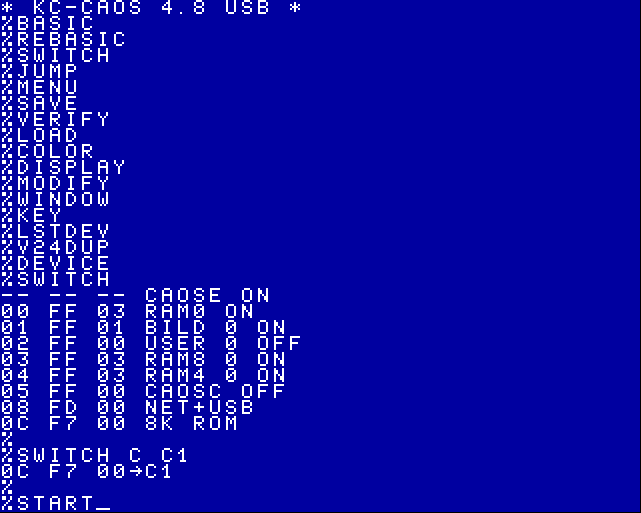 * KC-CAOS 4.8 USB *
%BASIC
%REBASIC
%SWITCH
%JUMP
%MENU
%SAVE
%VERIFY
%LOAD
%COLOR
%DISPLAY
%MODIFY
%WINDOW
%KEY
%LSTDEV
%V24DUP
%DEVICE
%SWITCH
-- -- -- CAOSE ON
00 FF 03 RAM0 ON
01 FF 01 BILD 0 ON
02 FF 00 USER 0 OFF
03 FF 03 RAM8 0 ON
04 FF 03 RAM4 0 ON
05 FF 00 CAOSC OFF
08 FD 00 NET+USB
0C F7 00 8K ROM
%
%SWITCH C C1
0C F7 00→C1
%
%START_